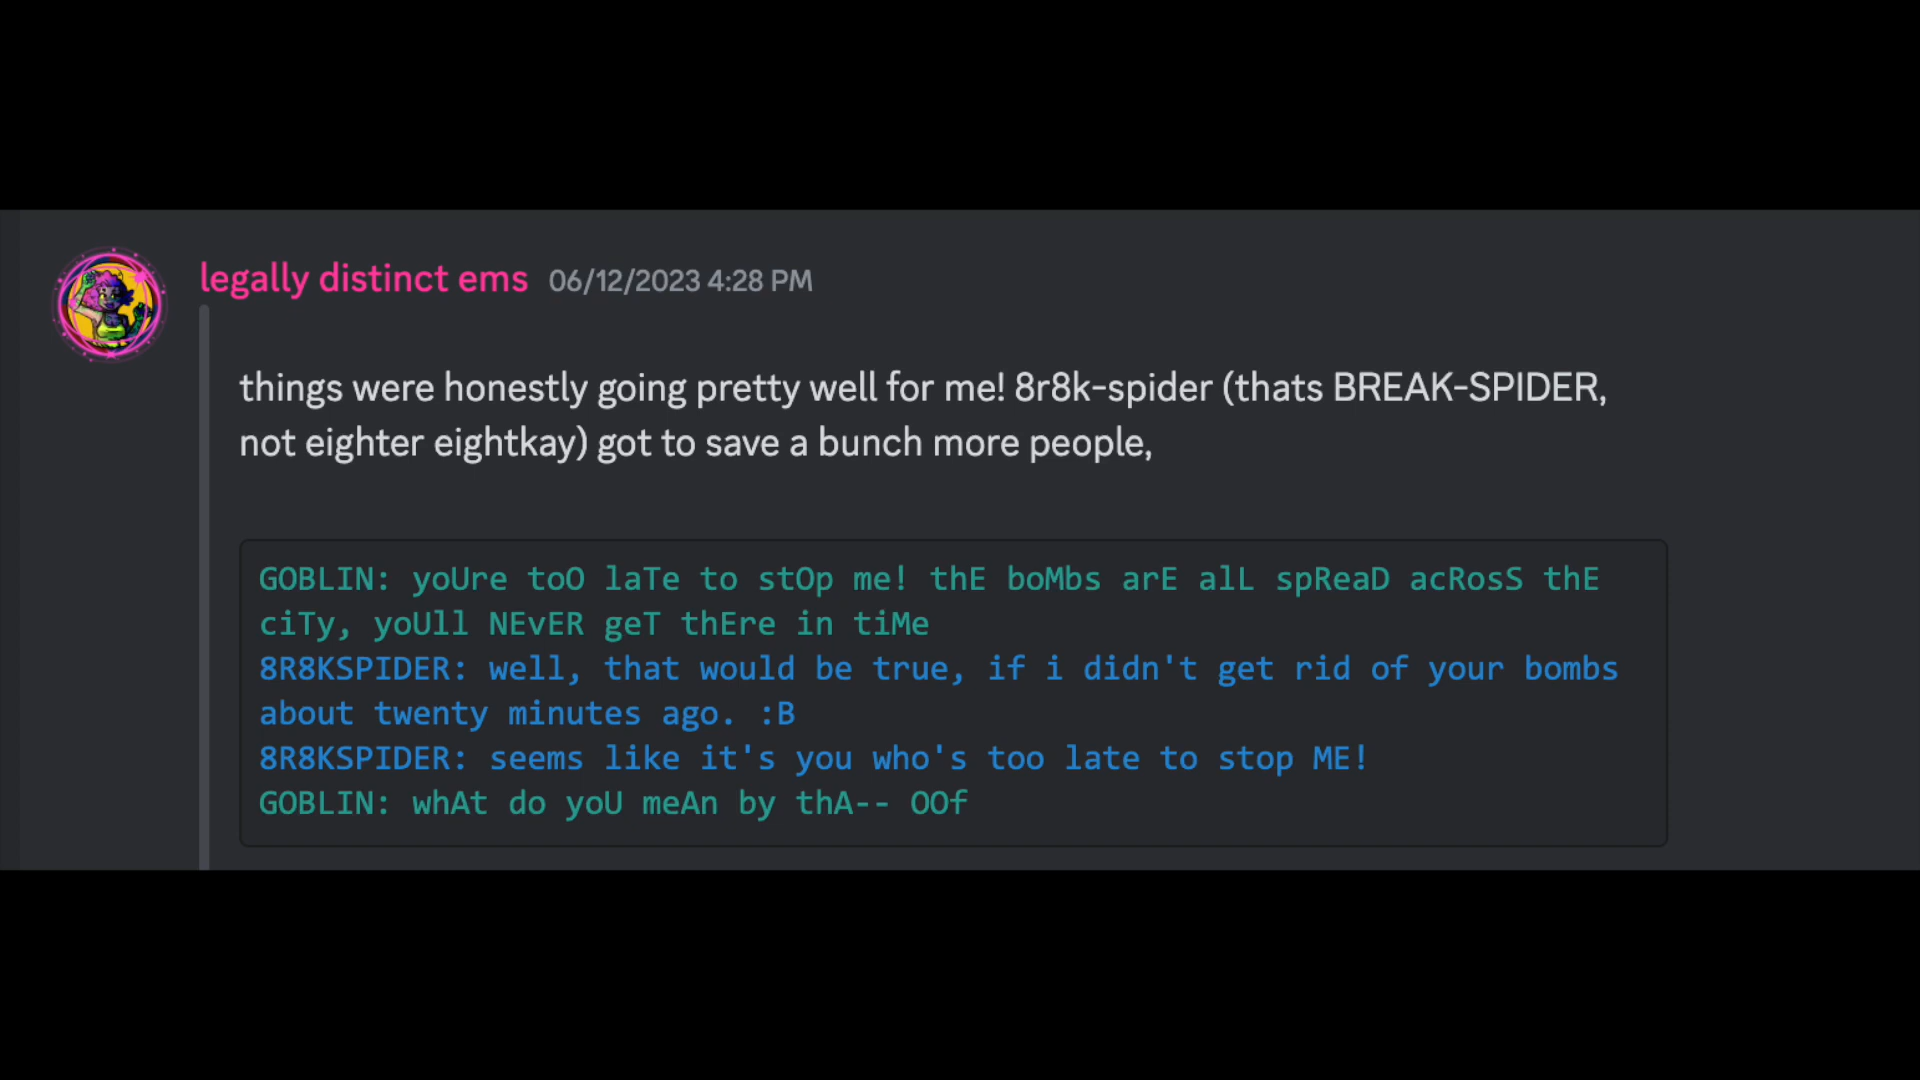 legally distinct ems 06/12/2023 4:28 PM
things were honestly going pretty well for me! 8r8k-spider (thats BREAK-SPIDER,
not eighter eightkay) got to save a bunch more people,
GOBLIN: yoUre toO laTe to stOp me! thE boMbs arE alL spReaD acRosS thE
ciTy, yoUll NEvER geT thEre in tiMe
8R8KSPIDER: well, that would be true, if i didn't get rid of your bombs
about twenty minutes ago. :B
8R8KSPIDER: seems like it's you who's too late to stop ME!
GOBLIN: whAt do yoU meAn by thA-- OOf